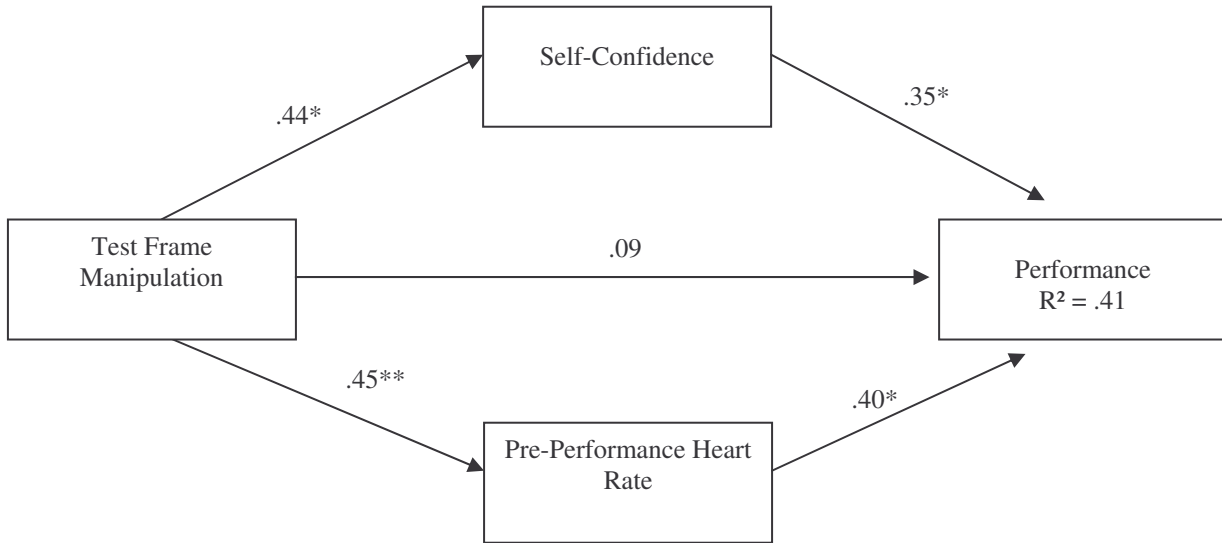 Self-Confidence
.44*
.35*
Test Frame
Manipulation
.09
Performance
R² = .41
.45**
.40*
Pre-Performance Heart
Rate